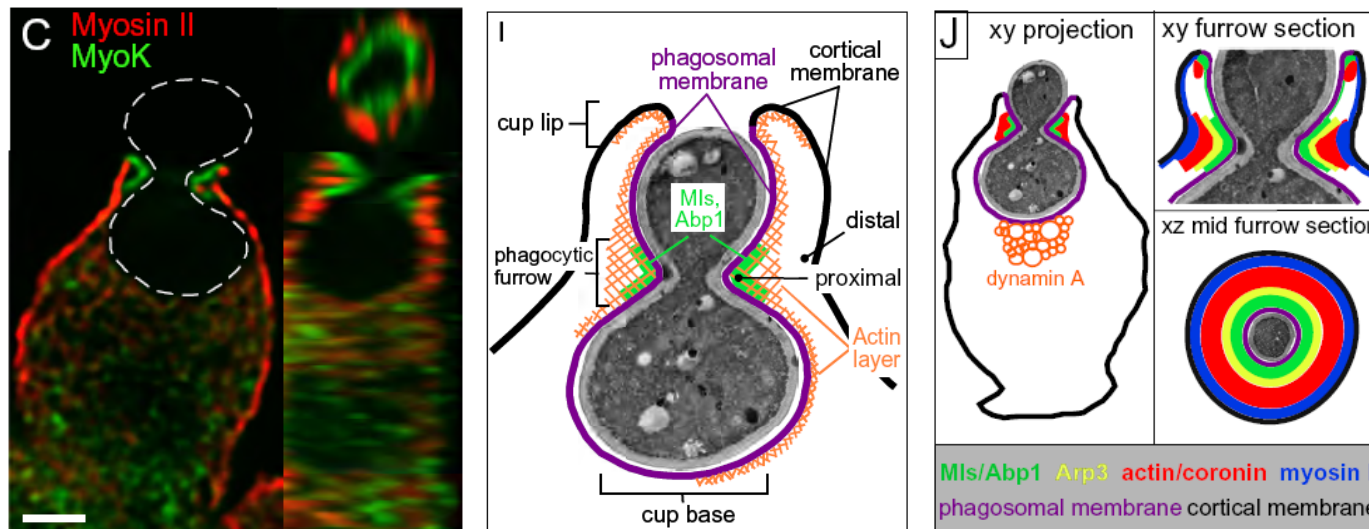 C
Myosin II
MyoK
I
phagosomal
membrane
cortical
membrane
cup lip
MIs,
Abp1
distal
phagocytic
furrow
proximal
Actin
layer
cup base
J
xy projection
xy furrow section
xz mid furrow section
dynamin A
MIs/Abp1 Arp3 actin/coronin myosin
phagosomal membrane cortical membrane